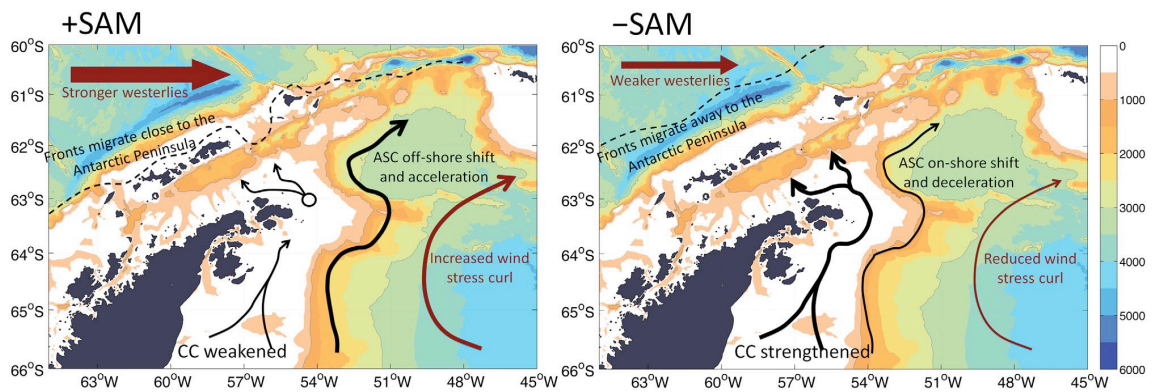 +SAM
60°S
61°S
62°S
63°S
64°S
65°S
66°S
63°W
60°W
57°W
54°W
51°W
48°W
45°W
Stronger westerlies
Fronts migrate close to the
Antarctic Peninsula
ASC off-shore shift
and acceleration
Increased wind
stress curl
CC weakened
−SAM
60°S
61°S
62°S
63°S
64°S
65°S
66°S
63°W
60°W
57°W
54°W
51°W
48°W
45°W
Weaker westerlies
Fronts migrate away to the
Antarctic Peninsula
ASC on-shore shift
and deceleration
Reduced wind
stress curl
CC strengthened
0
1000
2000
3000
4000
5000
6000